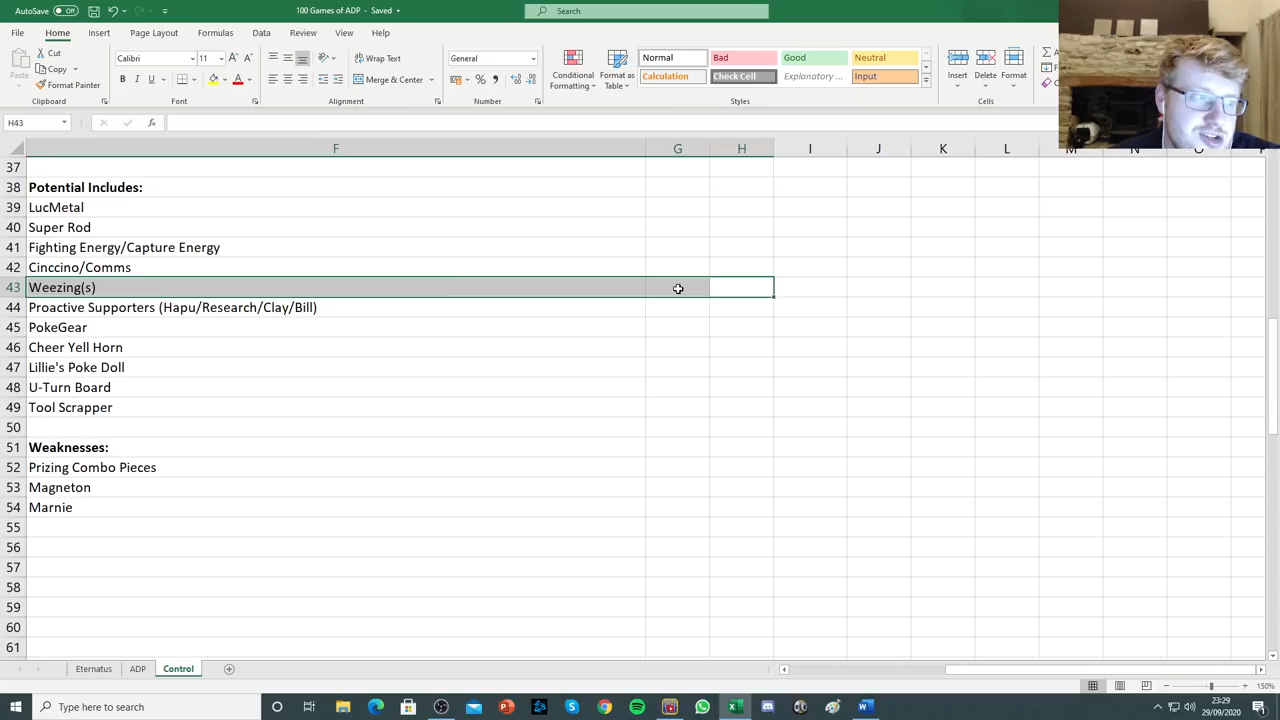 AutoSave Off
100 Games of ADP - Saved
Search
File Home Insert Page Layout Formulas Data Review View Help
Paste
Cut
Copy
Format Painter
Clipboard
Calibri 11
B I U
Font
Wrap Text
Merge & Center
Alignment
General
Number
Conditional Formatting
Format as Table
Normal Bad Good Neutral
Calculation Check Cell Explanatory ... Input
Styles
Insert Delete Format
Cells
H43
fx
F G H I J K L M N O P
37
38 Potential Includes:
39 LucMetal
40 Super Rod
41 Fighting Energy/Capture Energy
42 Cinccino/Comms
43 Weezing(s)
44 Proactive Supporters (Hapu/Research/Clay/Bill)
45 PokeGear
46 Cheer Yell Horn
47 Lillie's Poke Doll
48 U-Turn Board
49 Tool Scrapper
50
51 Weaknesses:
52 Prizing Combo Pieces
53 Magneton
54 Marnie
55
56
57
58
59
60
61
Eternatus ADP Control
150%
Type here to search
23:29
29/09/2020